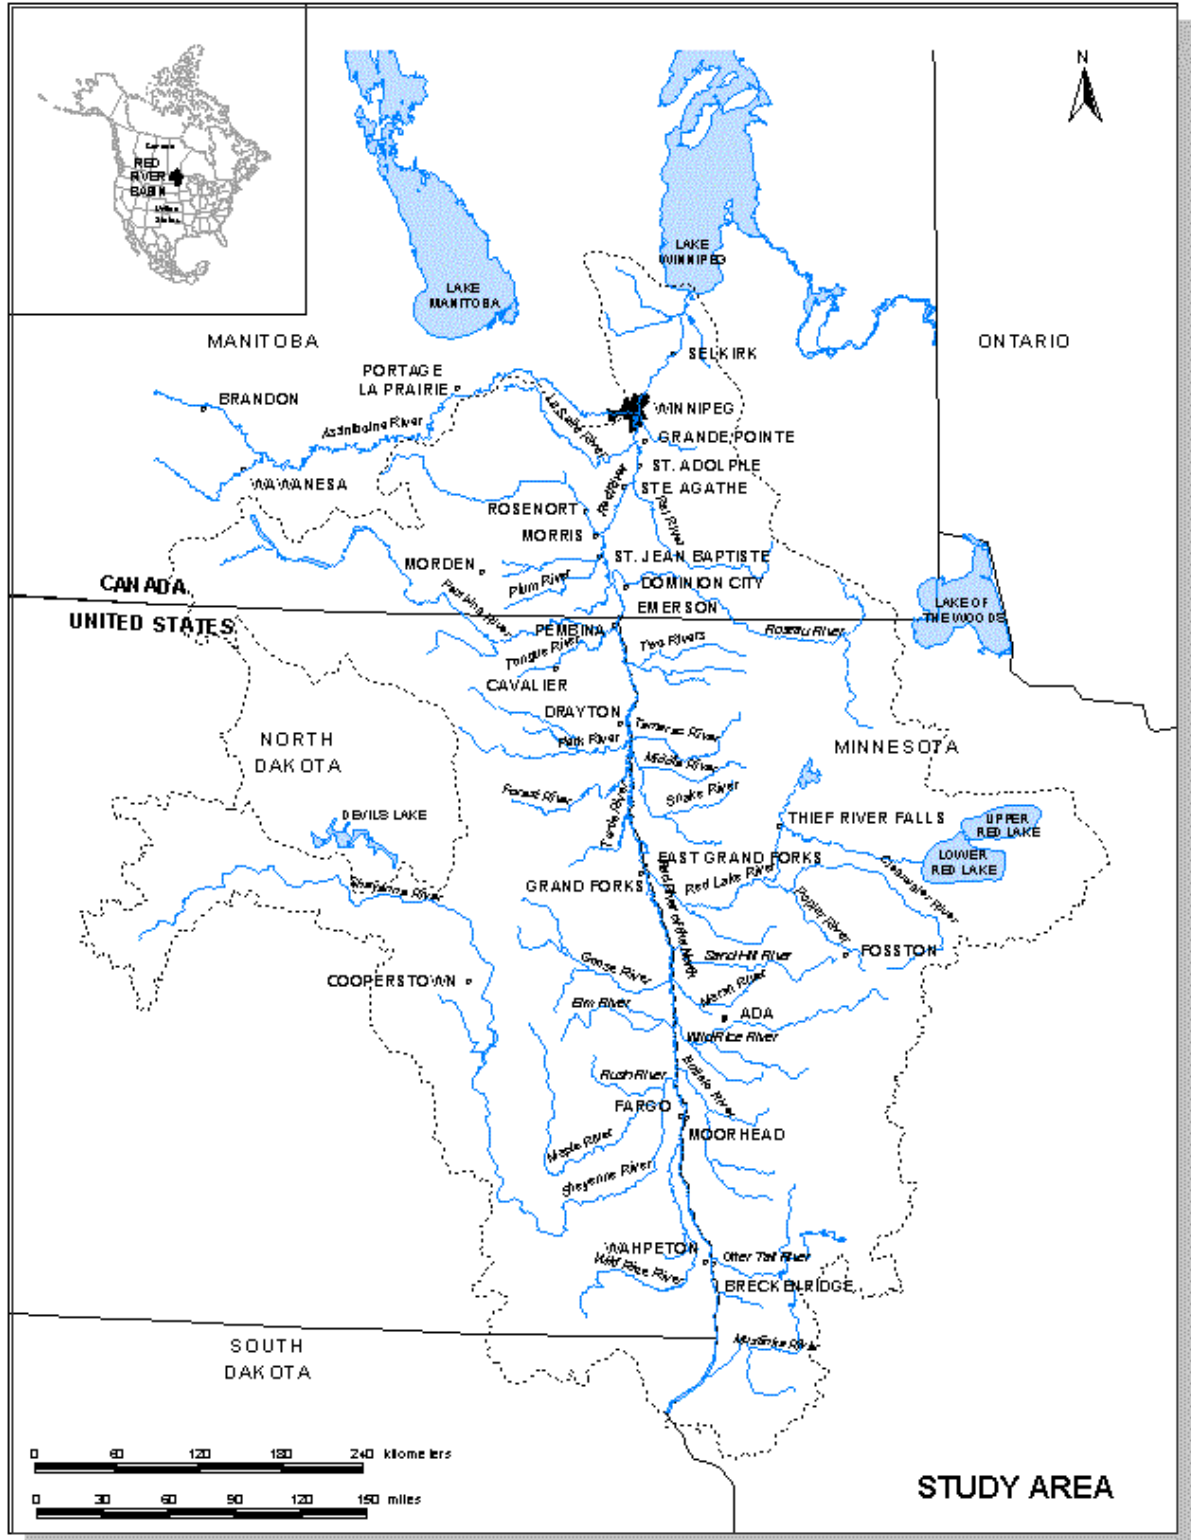 N
Canada
RED
RIVER
BASIN
United
States
LAKE
WINNIPEG
LAKE
MANITOBA
MANITOBA
ONTARIO
SELKIRK
PORTAGE
LA PRAIRIE
BRANDON
WINNIPEG
La Salle River
Assiniboine River
GRANDE POINTE
ST. ADOLPHE
WAWANESA
STE AGATHE
Red River
Rat River
ROSENORT
MORRIS
ST. JEAN BAPTISTE
MORDEN
Plum River
DOMINION CITY
CANADA
Pembina River
EMERSON
LAKE OF
THE WOODS
UNITED STATES
PEMBINA
Roseau River
Tongue River
Two Rivers
CAVALIER
DRAYTON
Tamarac River
NORTH
DAKOTA
Park River
MINNESOTA
Middle River
Forest River
Snake River
Turtle River
DEVILS LAKE
THIEF RIVER FALLS
UPPER
RED LAKE
LOWER
RED LAKE
EAST GRAND FORKS
Red Lake River
Clearwater River
GRAND FORKS
Sheyenne River
Red River of the North
Poplar River
Sand Hill River
FOSSTON
Goose River
COOPERSTOWN
Marsh River
Elm River
ADA
Wild Rice River
Buffalo River
Rush River
FARGO
MOORHEAD
Maple River
Sheyenne River
WAHPETON
Otter Tail River
Wild Rice River
BRECKENRIDGE
SOUTH
DAKOTA
Mustinka River
0 60 120 180 240 kilometers
0 30 60 90 120 150 miles
STUDY AREA